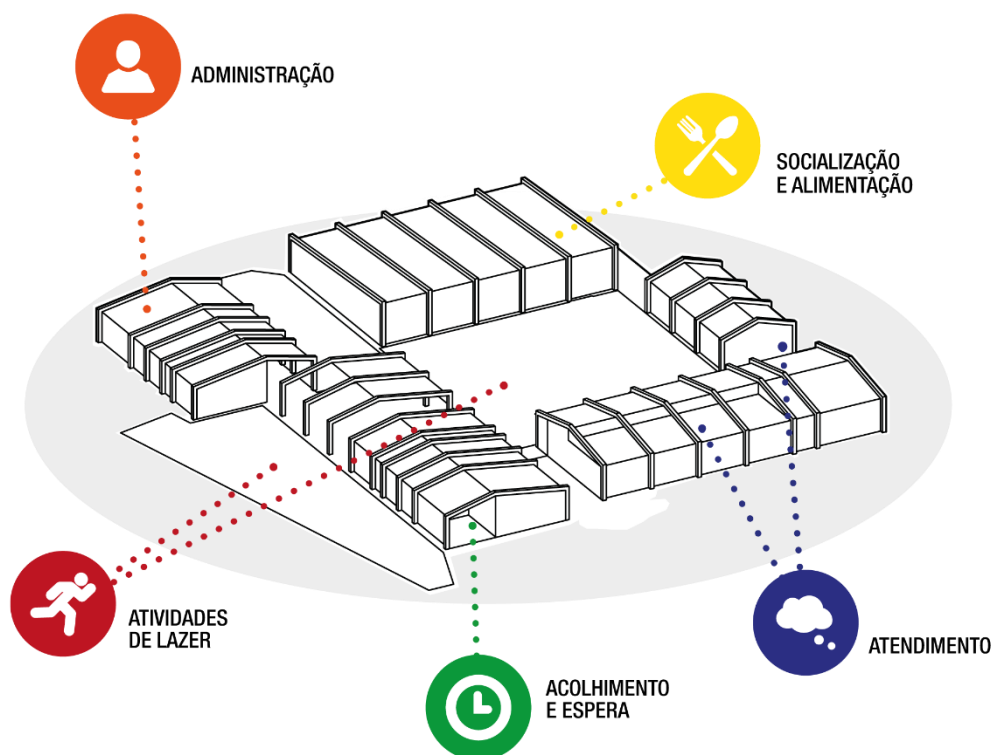 ADMINISTRAÇÃO
SOCIALIZAÇÃO
E ALIMENTAÇÃO
ATIVIDADES
DE LAZER
ATENDIMENTO
ACOLHIMENTO
E ESPERA